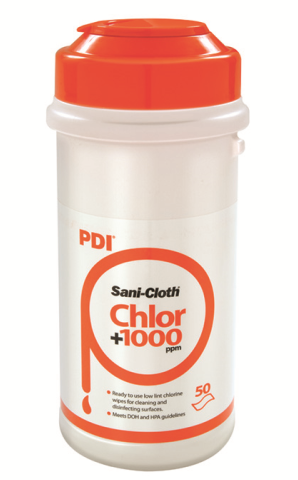 PDI®
Sani-Cloth®
Chlor
+1000
ppm
• Ready to use low lint chlorine
wipes for cleaning and
disinfecting surfaces.
• Meets DOH and HPA guidelines
50